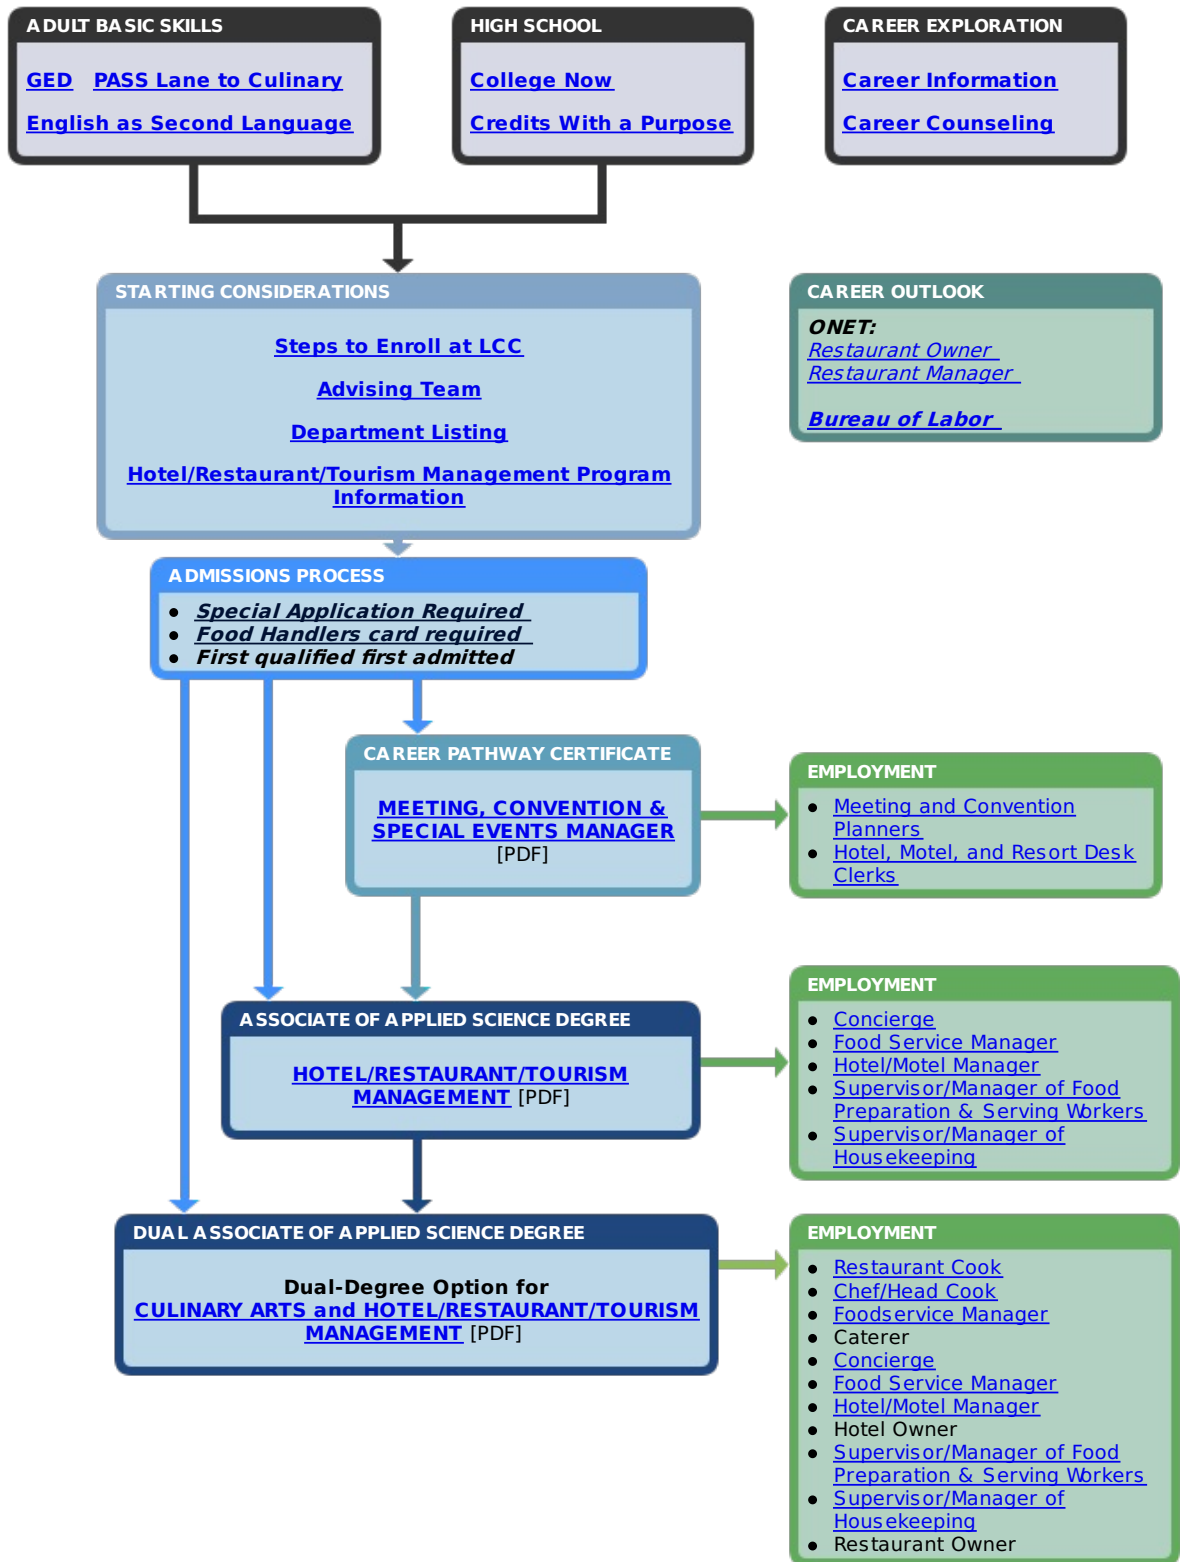 ADULT BASIC SKILLS
GED PASS Lane to Culinary
English as Second Language
HIGH SCHOOL
College Now
Credits With a Purpose
CAREER EXPLORATION
Career Information
Career Counseling
STARTING CONSIDERATIONS
Steps to Enroll at LCC
Advising Team
Department Listing
Hotel/Restaurant/Tourism Management Program
Information
CAREER OUTLOOK
ONET:
Restaurant Owner
Restaurant Manager
Bureau of Labor
ADMISSIONS PROCESS
● Special Application Required
● Food Handlers card required
● First qualified first admitted
CAREER PATHWAY CERTIFICATE
MEETING, CONVENTION &
SPECIAL EVENTS MANAGER
[PDF]
EMPLOYMENT
● Meeting and Convention
Planners
● Hotel, Motel, and Resort Desk
Clerks
ASSOCIATE OF APPLIED SCIENCE DEGREE
HOTEL/RESTAURANT/TOURISM
MANAGEMENT [PDF]
EMPLOYMENT
● Concierge
● Food Service Manager
● Hotel/Motel Manager
● Supervisor/Manager of Food
Preparation & Serving Workers
● Supervisor/Manager of
Housekeeping
DUAL ASSOCIATE OF APPLIED SCIENCE DEGREE
Dual-Degree Option for
CULINARY ARTS and HOTEL/RESTAURANT/TOURISM
MANAGEMENT [PDF]
EMPLOYMENT
● Restaurant Cook
● Chef/Head Cook
● Foodservice Manager
● Caterer
● Concierge
● Food Service Manager
● Hotel/Motel Manager
● Hotel Owner
● Supervisor/Manager of Food
Preparation & Serving Workers
● Supervisor/Manager of
Housekeeping
● Restaurant Owner